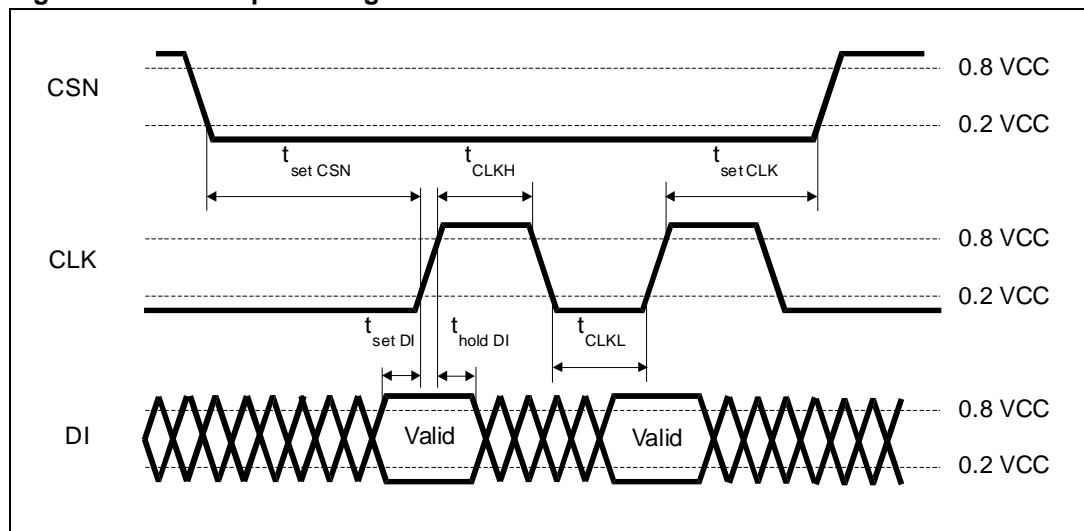 CSN
0.8 VCC
0.2 VCC
t set CSN
t CLKH
t set CLK
CLK
0.8 VCC
0.2 VCC
t set DI
t hold DI
t CLKL
DI
Valid
Valid
0.8 VCC
0.2 VCC